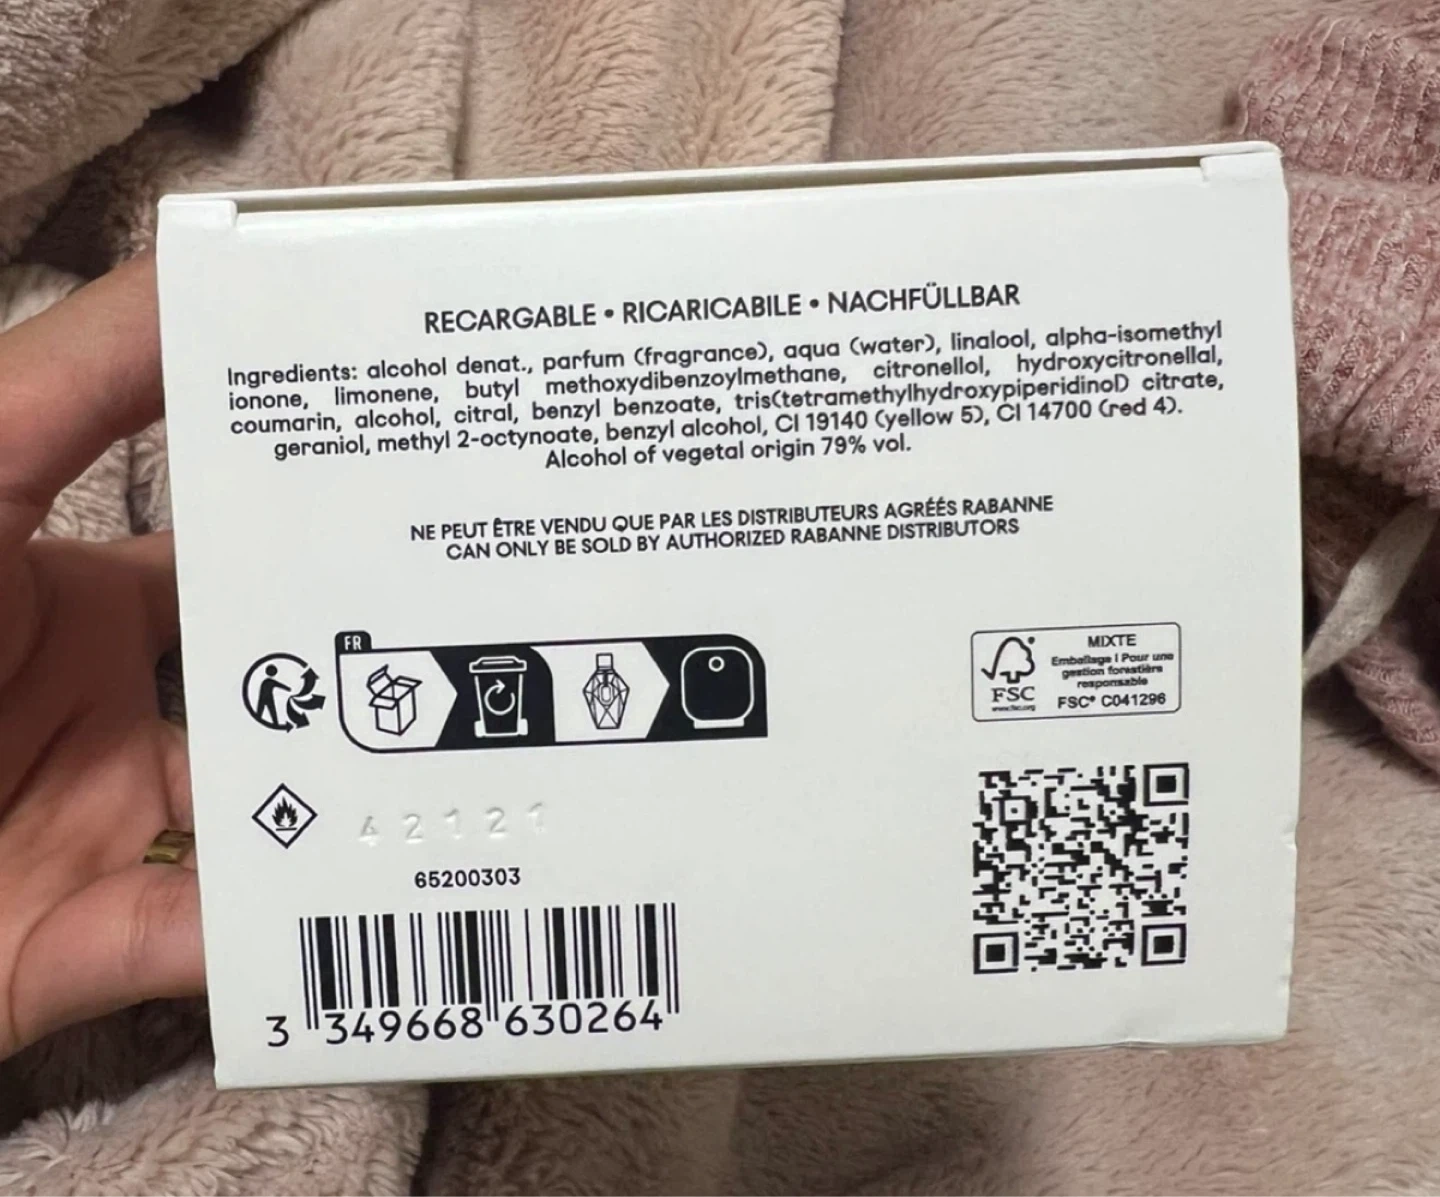 RECARGABLE • RICARICABILE • NACHFÜLLBAR
Ingredients: alcohol denat., parfum (fragrance), aqua (water), linalool, alpha-isomethyl
ionone, limonene, butyl methoxydibenzoylmethane, citronellol, hydroxycitronellal,
coumarin, alcohol, citral, benzyl benzoate, tris(tetramethylhydroxypiperidinol) citrate,
geraniol, methyl 2-octynoate, benzyl alcohol, CI 19140 (yellow 5), CI 14700 (red 4).
Alcohol of vegetal origin 79% vol.
NE PEUT ÊTRE VENDU QUE PAR LES DISTRIBUTEURS AGRÉÉS RABANNE
CAN ONLY BE SOLD BY AUTHORIZED RABANNE DISTRIBUTORS
FR
FSC
www.fsc.org
MIXTE
Emballage | Pour une
gestion forestière
responsable
FSC® C041296
42121
65200303
3 349668 630264